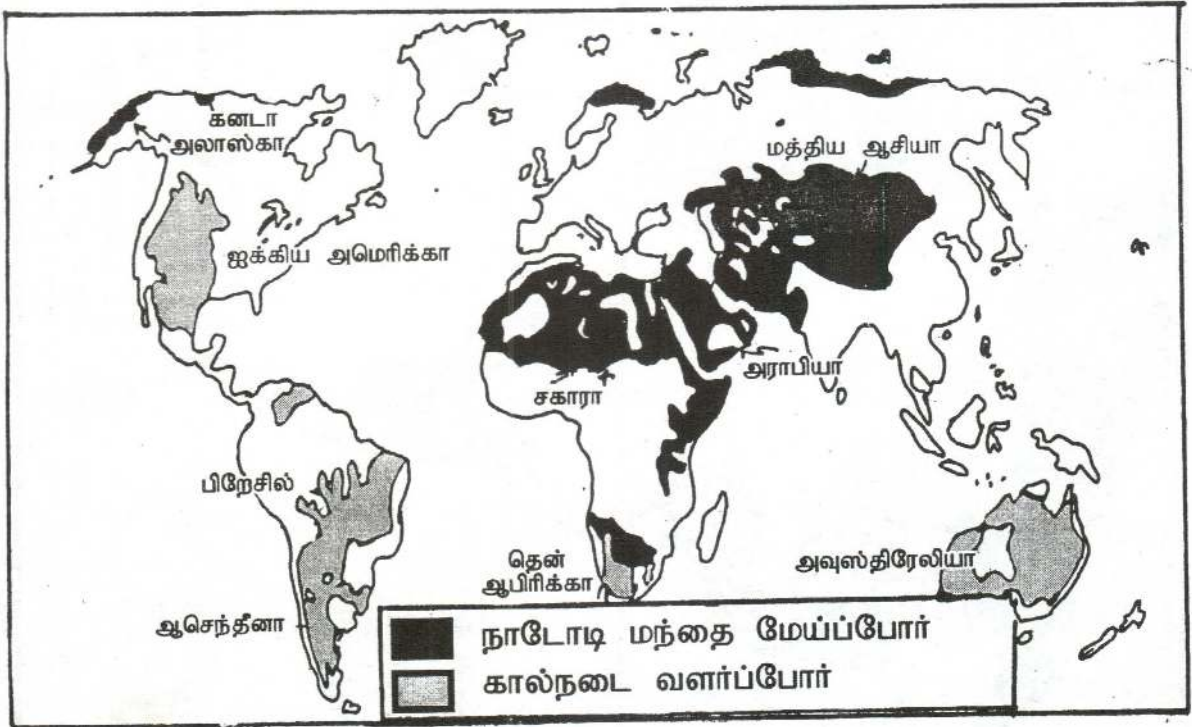 கனடா
அலாஸ்கா
மத்திய ஆசியா
ஐக்கிய அமெரிக்கா
அராபியா
சகாரா
பிறேசில்
தென்
ஆபிரிக்கா
அவுஸ்திரேலியா
ஆசெந்தீனா
நாடோடி மந்தை மேய்ப்போர்
கால்நடை வளர்ப்போர்